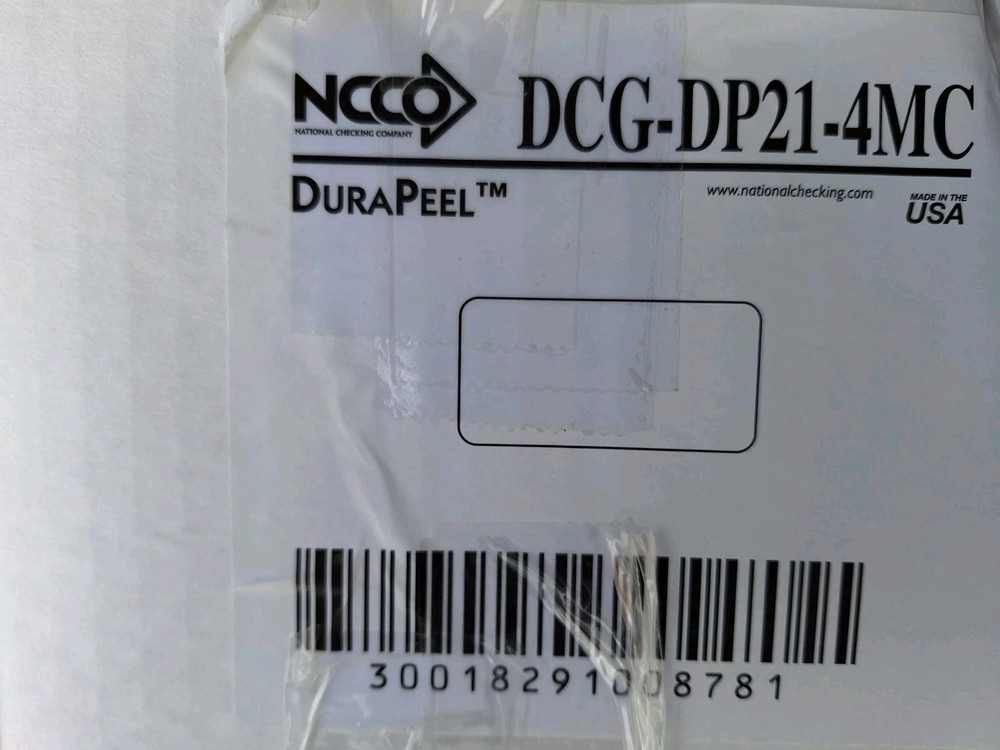 NCCO
NATIONAL CHECKING COMPANY
DCG-DP21-4MC
DURAPEEL™
www.nationalchecking.com
MADE IN THE
USA
30018291008781